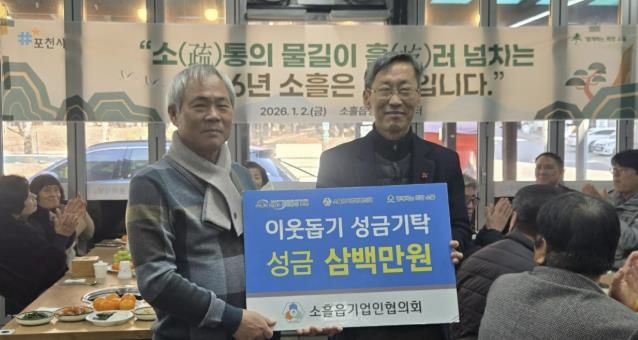 #포천시
“소(疏)통의 물길이 흘(屹)러 넘치는
6년 소흘은 입니다.”
2026. 1. 2.(금) 소흘읍
이웃돕기 성금기탁
성금 삼백만원
소흘읍기업인협의회